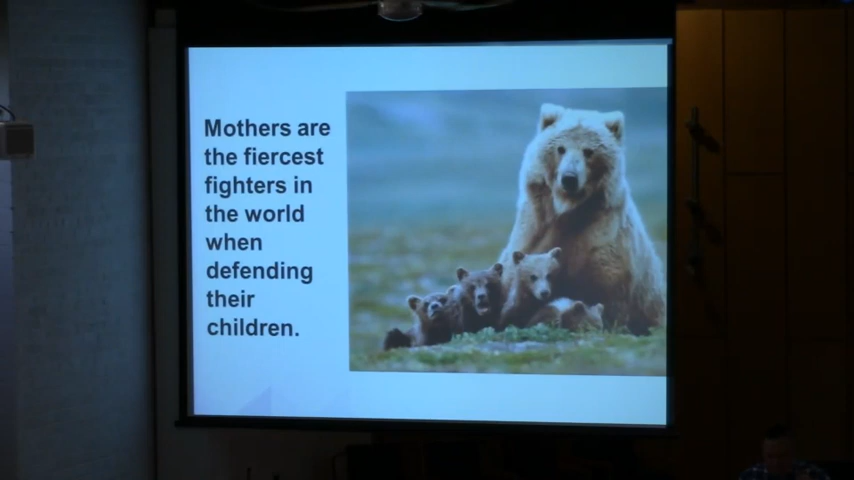 Mothers are
the fiercest
fighters in
the world
when
defending
their
children.